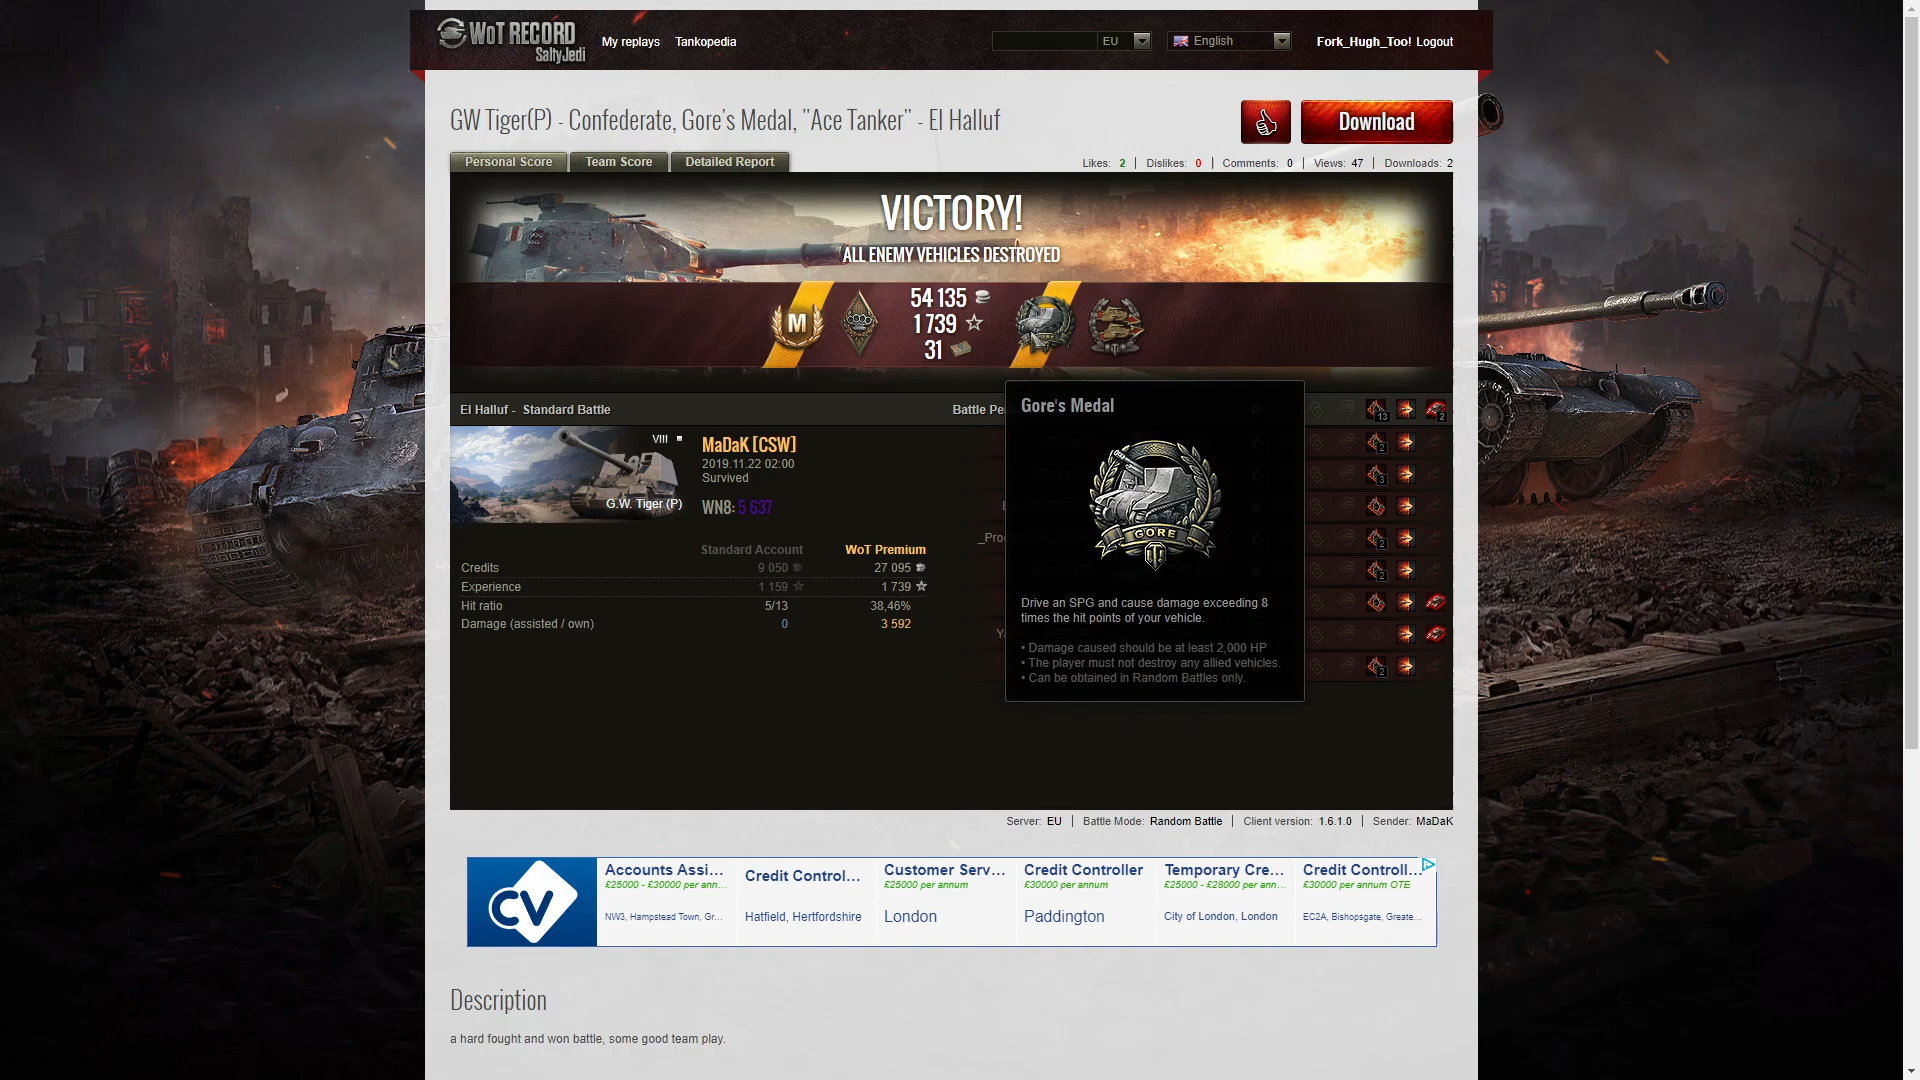 WoT RECORD
SaltyJedi
My replays
Tankopedia
EU
English
Fork_Hugh_Too! Logout
GW Tiger(P) - Confederate, Gore's Medal, "Ace Tanker" - El Halluf
Download
Personal Score
Team Score
Detailed Report
Likes: 2 | Dislikes: 0 | Comments: 0 | Views: 47 | Downloads: 2
VICTORY!
ALL ENEMY VEHICLES DESTROYED
M
54 135
1 739
31
El Halluf - Standard Battle
Battle Per
13
2
Gore's Medal
VIII
MaDaK [CSW]
2019.11.22 02:00
Survived
G.W. Tiger (P)
WN8: 5 637
2
3
_Pro
2
2
2
GORE
Standard Account
WoT Premium
Credits
9 050
27 095
Experience
1 159
1 739
Hit ratio
5/13
38,46%
Damage (assisted / own)
0
3 592
Drive an SPG and cause damage exceeding 8
times the hit points of your vehicle.
• Damage caused should be at least 2,000 HP
• The player must not destroy any allied vehicles.
• Can be obtained in Random Battles only.
Server: EU | Battle Mode: Random Battle | Client version: 1.6.1.0 | Sender: MaDaK
CV
Accounts Assi...
£25000 - £30000 per ann...
NW3, Hampstead Town, Gr...
Credit Control...
Hatfield, Hertfordshire
Customer Serv...
£25000 per annum
London
Credit Controller
£30000 per annum
Paddington
Temporary Cre...
£25000 - £28000 per ann...
City of London, London
Credit Controll...
£30000 per annum OTE
EC2A, Bishopsgate, Greate...
Description
a hard fought and won battle, some good team play.